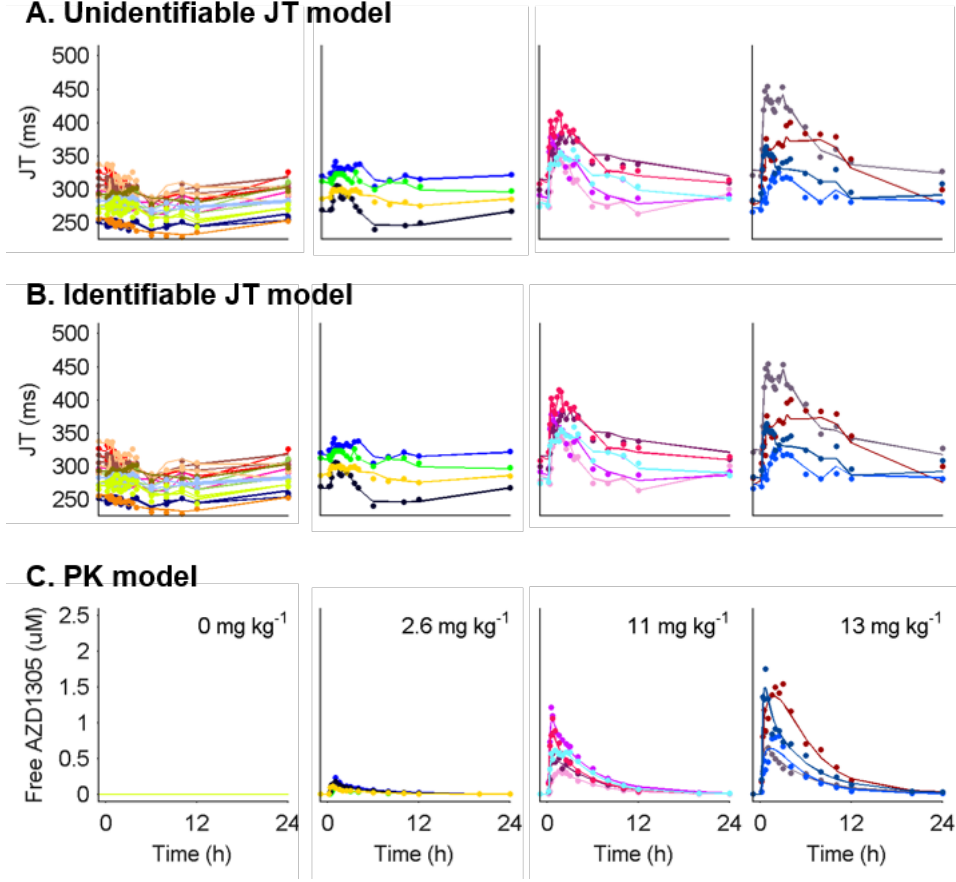 A. Unidentifiable JT model
500
450
400
350
300
250
JT (ms)
B. Identifiable JT model
500
450
400
350
300
250
JT (ms)
C. PK model
2.5
2
1.5
1
0.5
0
Free AZD1305 (uM)
0 mg kg-1
2.6 mg kg-1
11 mg kg-1
13 mg kg-1
0 12 24
0 12 24
0 12 24
0 12 24
Time (h)
Time (h)
Time (h)
Time (h)